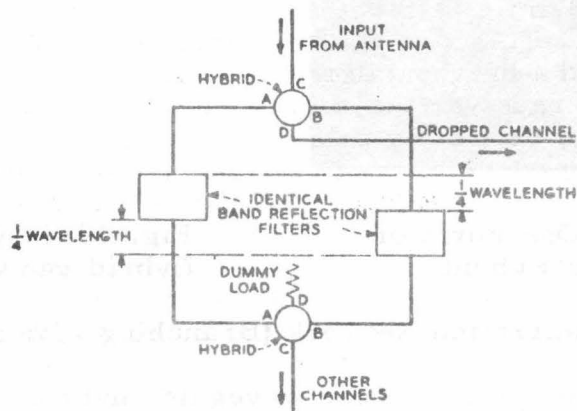 INPUT
FROM ANTENNA
HYBRID
C
A
B
D
DROPPED CHANNEL
1/4 WAVELENGTH
IDENTICAL
BAND REFLECTION
FILTERS
1/4 WAVELENGTH
DUMMY
LOAD
D
A
B
HYBRID
C
OTHER
CHANNELS